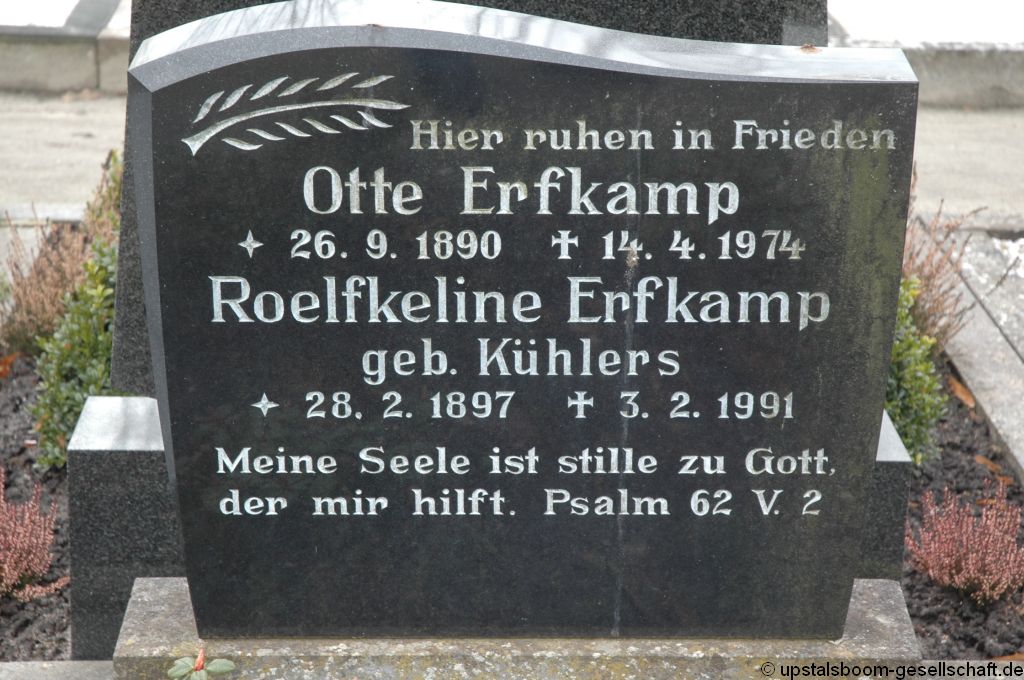 Hier ruhen in Frieden
Otte Erfkamp
✧ 26. 9. 1890 ✝ 14. 4. 1974
Roelfkeline Erfkamp
geb. Kühlers
✧ 28. 2. 1897 ✝ 3. 2. 1991
Meine Seele ist stille zu Gott,
der mir hilft. Psalm 62 V. 2
© upstalsboom-gesellschaft.de